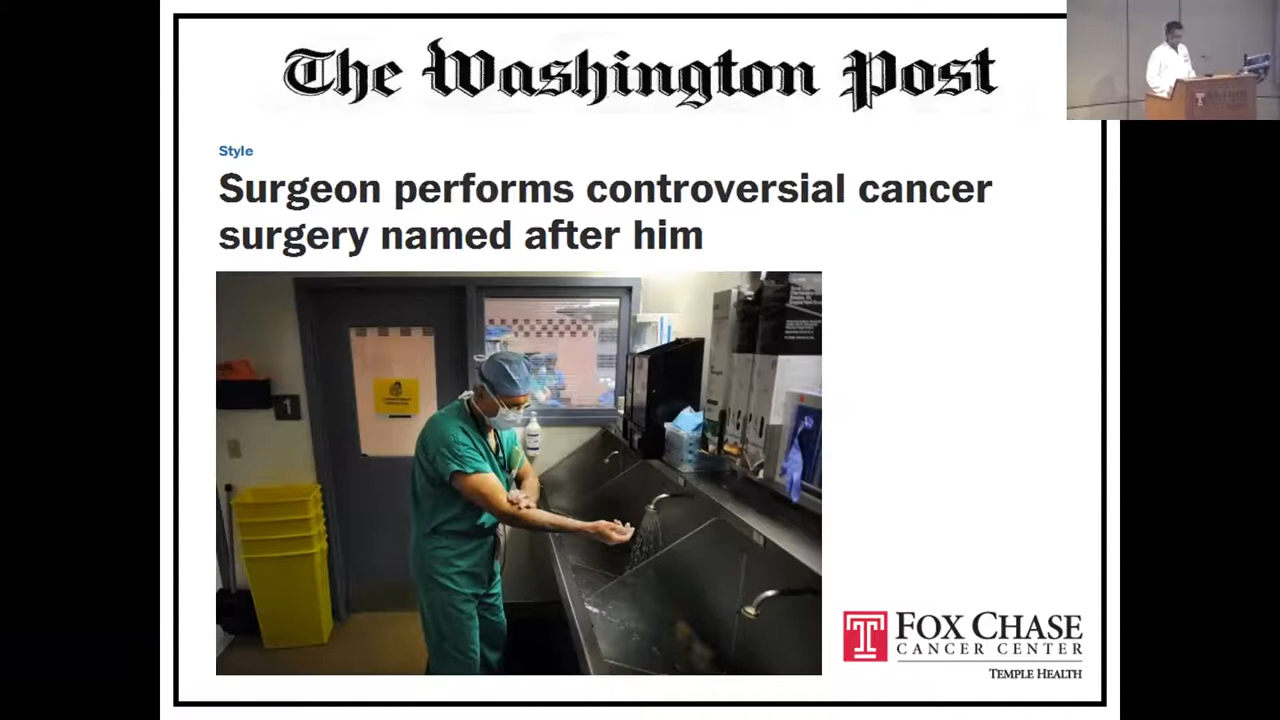 The Washington Post
Style
Surgeon performs controversial cancer
surgery named after him
1
FOX CHASE
CANCER CENTER
TEMPLE HEALTH